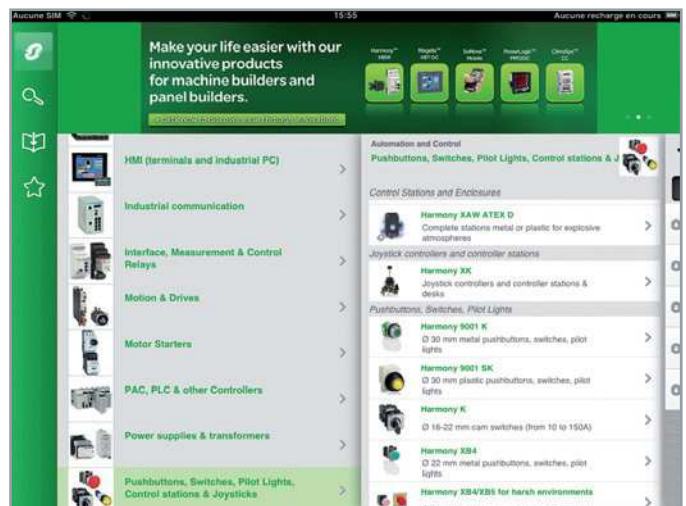 Aucune SIM
15:55
Aucune recharge en cours
Make your life easier with our
innovative products
for machine builders and
panel builders.
Harmony™
Magelis™
SoMove™
Mobile
PowerLogic™
HMI (terminals and industrial PC)
Industrial communication
Interface, Measurement & Control
Relays
Motion & Drives
Motor Starters
PAC, PLC & other Controllers
Power supplies & transformers
Pushbuttons, Switches, Pilot Lights,
Control stations & Joysticks
Automation and Control
Pushbuttons, Switches, Pilot Lights, Control stations & J
Control Stations and Enclosures
Harmony XAW ATEX D
Complete stations metal or plastic for explosive
atmospheres
Joystick controllers and controller stations
Harmony XK
Joystick controllers and controller stations &
desks
Pushbuttons, Switches, Pilot Lights
Harmony 9001 K
Ø 30 mm metal pushbuttons, switches, pilot
lights
Harmony 9001 SK
Ø 30 mm plastic pushbuttons, switches, pilot
lights
Harmony K
Ø 16-22 mm cam switches (from 10 to 150A)
Harmony XB4
Ø 22 mm metal pushbuttons, switches, pilot
lights
Harmony XB4/XB5 for harsh environments